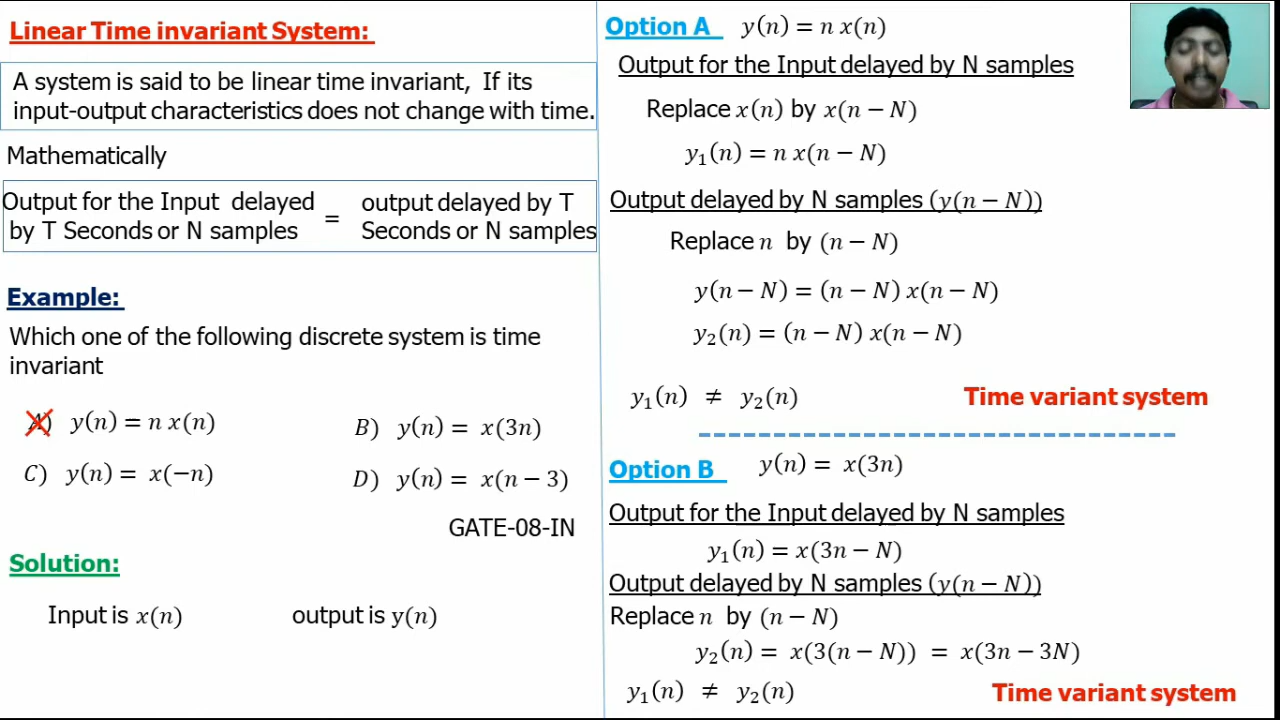 Linear Time invariant System:
A system is said to be linear time invariant, If its
input-output characteristics does not change with time.
Mathematically
Output for the Input delayed
by T Seconds or N samples
=
output delayed by T
Seconds or N samples
Example:
Which one of the following discrete system is time
invariant
A) y(n) = n x(n)
B) y(n) = x(3n)
C) y(n) = x(−n)
D) y(n) = x(n − 3)
GATE-08-IN
Solution:
Input is x(n) output is y(n)
Option A y(n) = n x(n)
Output for the Input delayed by N samples
Replace x(n) by x(n − N)
y₁(n) = n x(n − N)
Output delayed by N samples (y(n − N))
Replace n by (n − N)
y(n − N) = (n − N) x(n − N)
y₂(n) = (n − N) x(n − N)
y₁(n) ≠ y₂(n) Time variant system
Option B y(n) = x(3n)
Output for the Input delayed by N samples
y₁(n) = x(3n − N)
Output delayed by N samples (y(n − N))
Replace n by (n − N)
y₂(n) = x(3(n − N)) = x(3n − 3N)
y₁(n) ≠ y₂(n) Time variant system